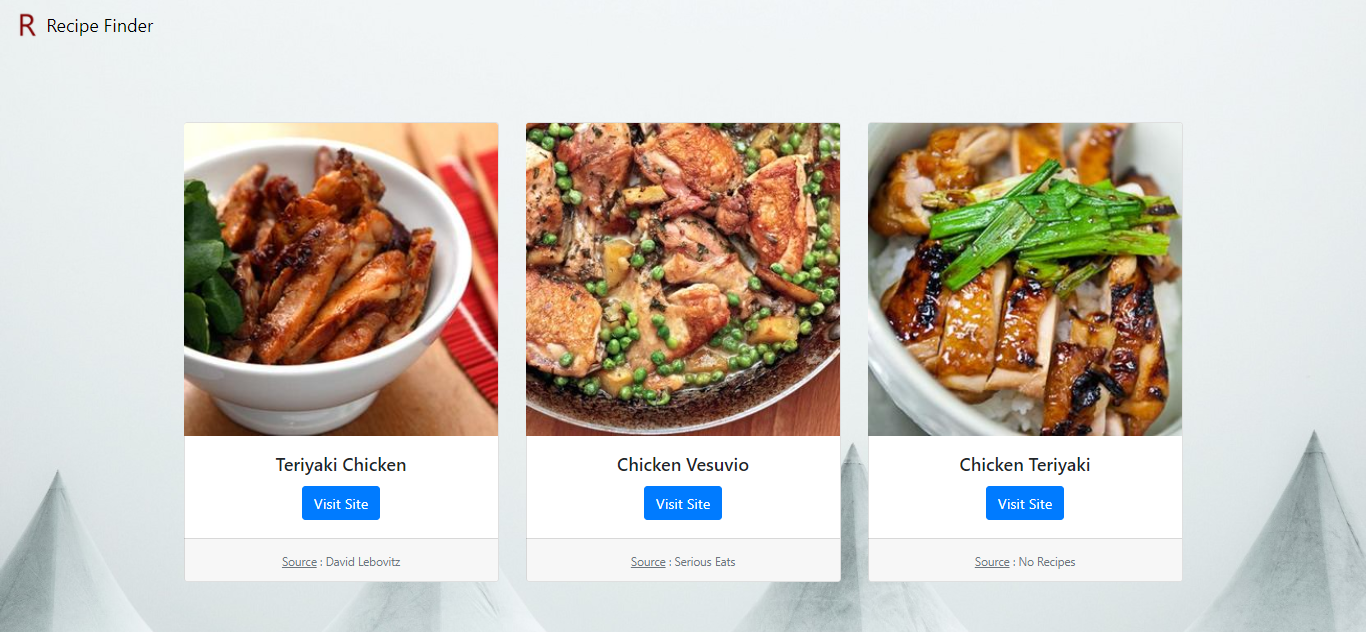 R Recipe Finder
Teriyaki Chicken
Visit Site
Source : David Lebovitz
Chicken Vesuvio
Visit Site
Source : Serious Eats
Chicken Teriyaki
Visit Site
Source : No Recipes